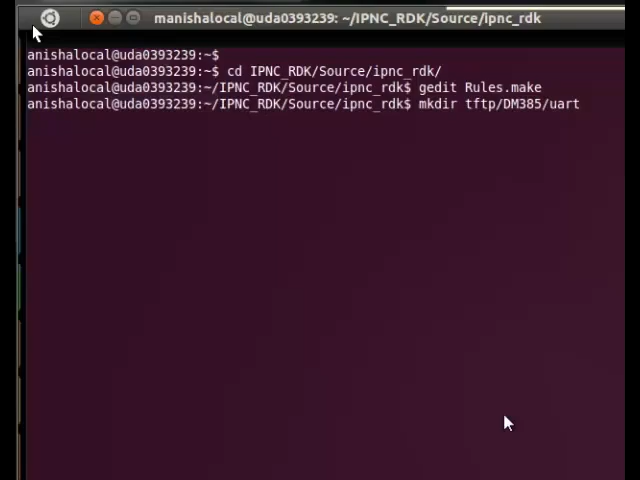 manishalocal@uda0393239: ~/IPNC_RDK/Source/ipnc_rdk
anishalocal@uda0393239:~$
anishalocal@uda0393239:~$ cd IPNC_RDK/Source/ipnc_rdk/
anishalocal@uda0393239:~/IPNC_RDK/Source/ipnc_rdk$ gedit Rules.make
anishalocal@uda0393239:~/IPNC_RDK/Source/ipnc_rdk$ mkdir tftp/DM385/uart